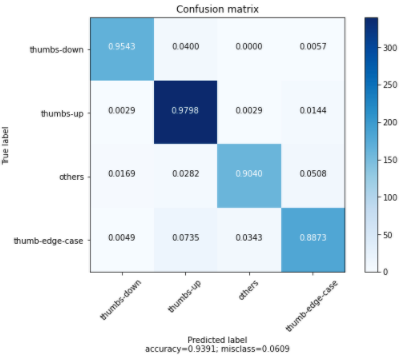 Confusion matrix
thumbs-down 0.9543 0.0400 0.0000 0.0057
thumbs-up 0.0029 0.9798 0.0029 0.0144
others 0.0169 0.0282 0.9040 0.0508
thumb-edge-case 0.0049 0.0735 0.0343 0.8873
True label
thumbs-down thumbs-up others thumb-edge-case
Predicted label
accuracy=0.9391; misclass=0.0609
300
250
200
150
100
50
0